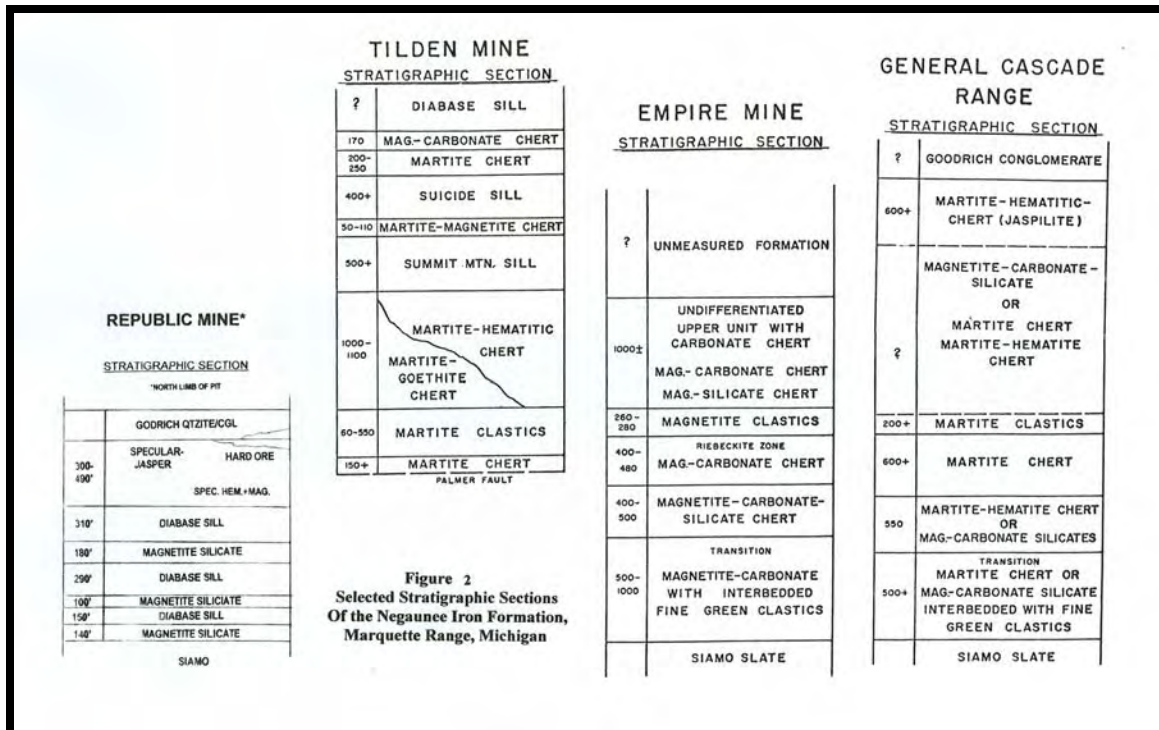 REPUBLIC MINE*
STRATIGRAPHIC SECTION
*NORTH LIMB OF PIT
GODRICH QTZITE/CGL
300-
490'
SPECULAR-
JASPER
HARD ORE
SPEC. HEM.+MAG.
310' DIABASE SILL
180' MAGNETITE SILICATE
290' DIABASE SILL
100' MAGNETITE SILICIATE
150' DIABASE SILL
140' MAGNETITE SILICATE
SIAMO
TILDEN MINE
STRATIGRAPHIC SECTION
? DIABASE SILL
170 MAG.-CARBONATE CHERT
200-
250
MARTITE CHERT
400+ SUICIDE SILL
50-110 MARTITE-MAGNETITE CHERT
500+ SUMMIT MTN. SILL
1000-
1100
MARTITE-HEMATITIC
CHERT
MARTITE-
GOETHITE
CHERT
60-550 MARTITE CLASTICS
150+ MARTITE CHERT
PALMER FAULT
Figure 2
Selected Stratigraphic Sections
Of the Negaunee Iron Formation,
Marquette Range, Michigan
EMPIRE MINE
STRATIGRAPHIC SECTION
? UNMEASURED FORMATION
1000±
UNDIFFERENTIATED
UPPER UNIT WITH
CARBONATE CHERT
MAG.-CARBONATE CHERT
MAG.-SILICATE CHERT
260-
280
MAGNETITE CLASTICS
400-
480
RIEBECKITE ZONE
MAG.-CARBONATE CHERT
400-
500
MAGNETITE-CARBONATE-
SILICATE CHERT
500-
1000
TRANSITION
MAGNETITE-CARBONATE
WITH INTERBEDDED
FINE GREEN CLASTICS
SIAMO SLATE
GENERAL CASCADE
RANGE
STRATIGRAPHIC SECTION
? GOODRICH CONGLOMERATE
600+
MARTITE-HEMATITIC-
CHERT (JASPILITE)
?
MAGNETITE-CARBONATE-
SILICATE
OR
MARTITE CHERT
MARTITE-HEMATITE
CHERT
200+ MARTITE CLASTICS
600+ MARTITE CHERT
550
MARTITE-HEMATITE CHERT
OR
MAG.-CARBONATE SILICATES
500+
TRANSITION
MARTITE CHERT OR
MAG.-CARBONATE SILICATE
INTERBEDDED WITH FINE
GREEN CLASTICS
SIAMO SLATE